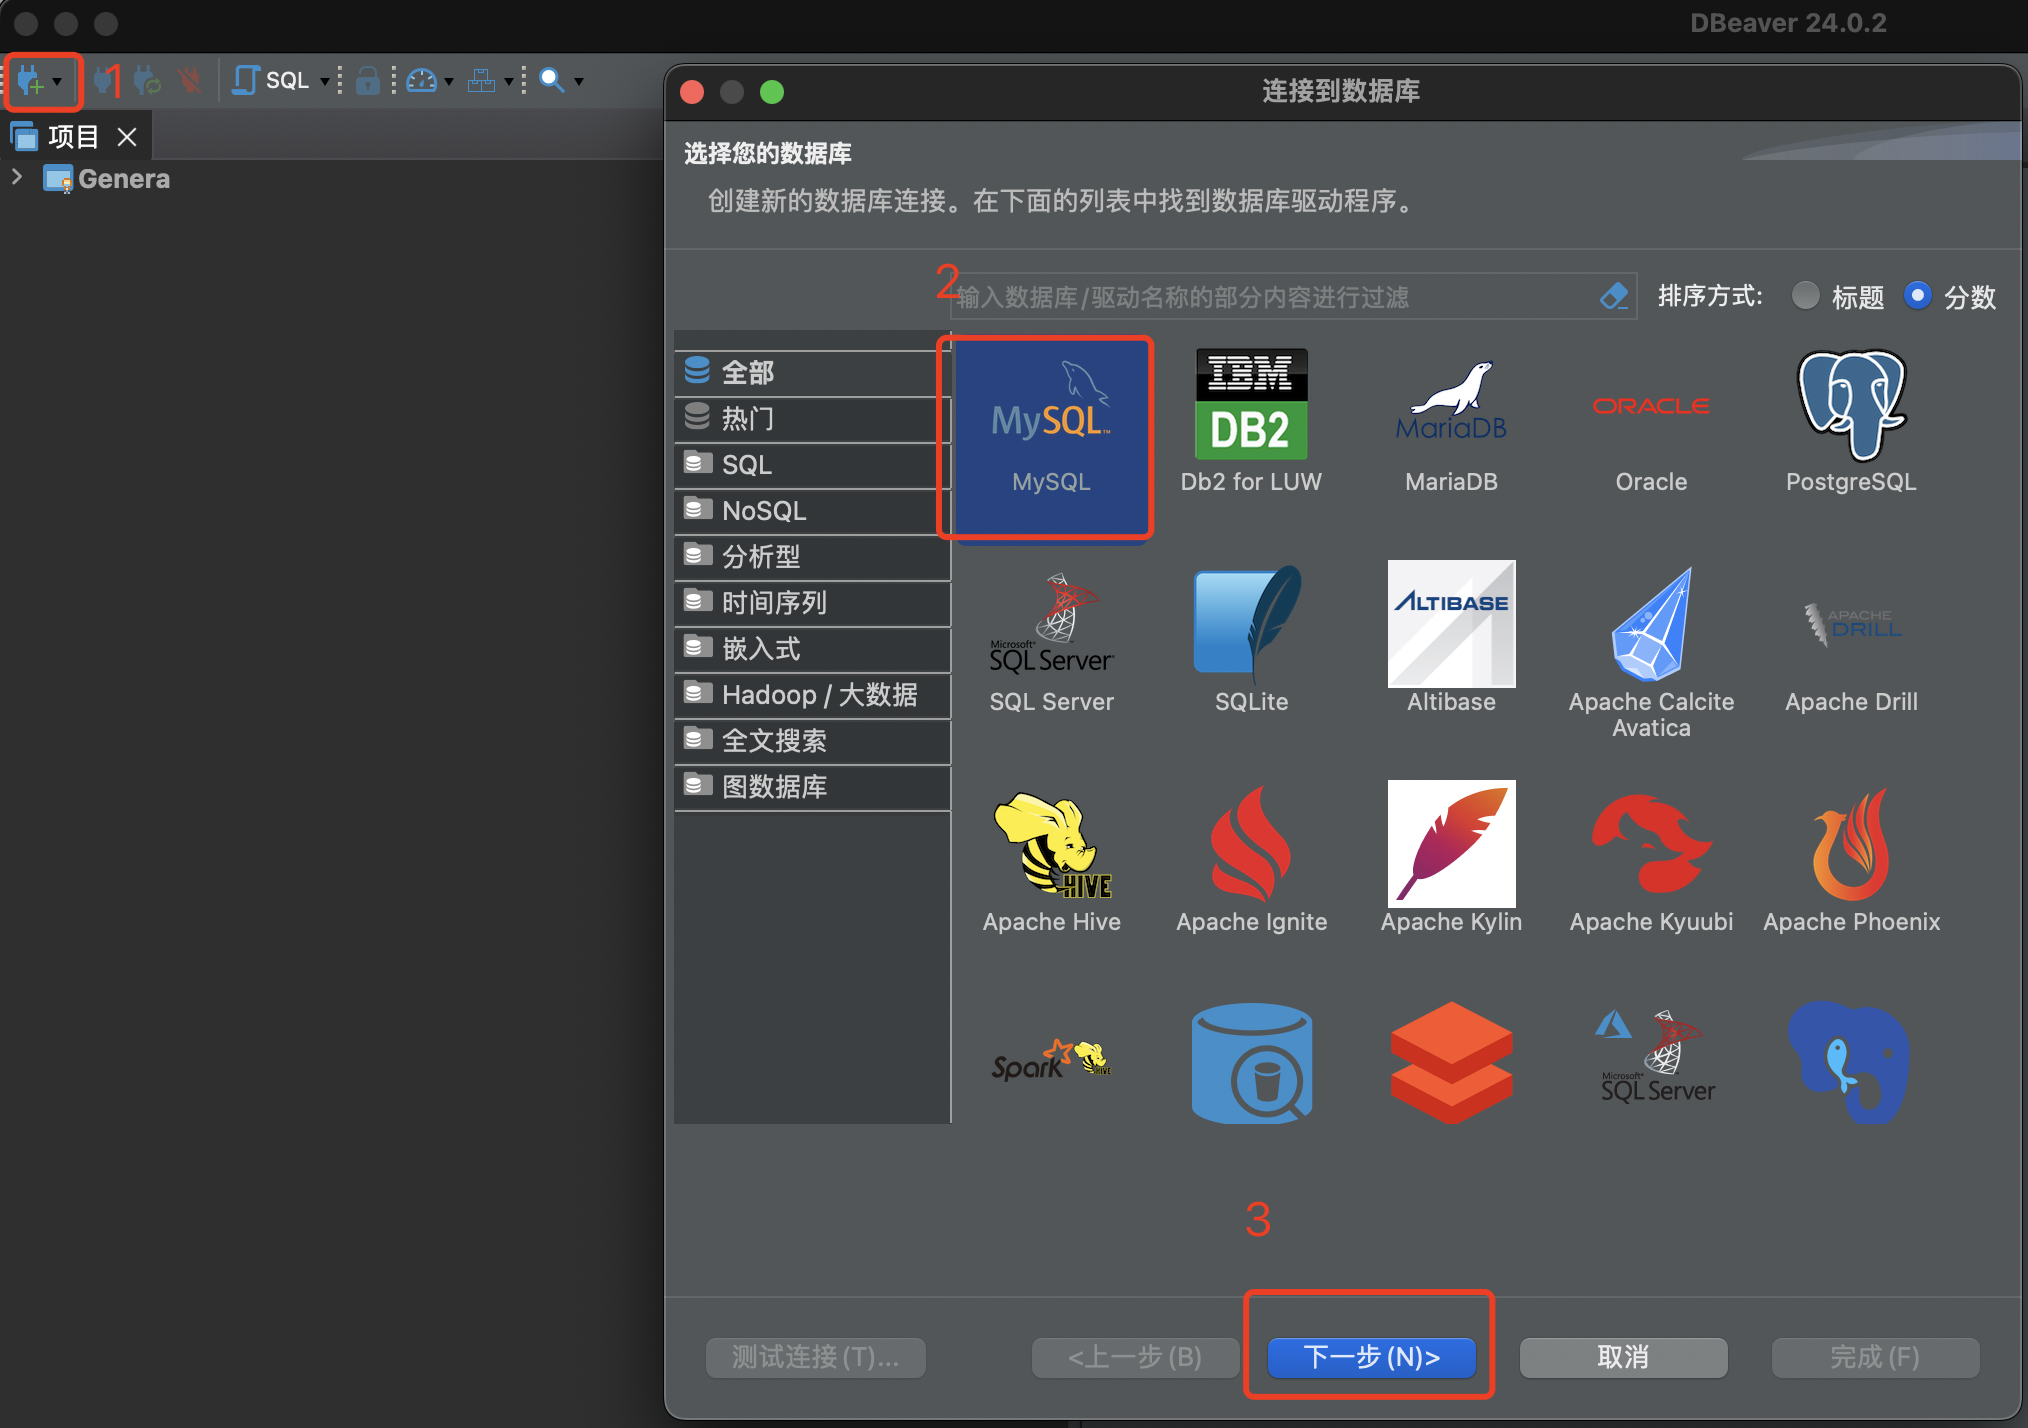 DBeaver 24.0.2
1
SQL
连接到数据库
项目
Genera
选择您的数据库
创建新的数据库连接。在下面的列表中找到数据库驱动程序。
2
输入数据库/驱动名称的部分内容进行过滤
排序方式:
标题
分数
全部
热门
SQL
NoSQL
分析型
时间序列
嵌入式
Hadoop / 大数据
全文搜索
图数据库
MySQL™
IBM
DB2
MariaDB
ORACLE
MySQL
Db2 for LUW
MariaDB
Oracle
PostgreSQL
Microsoft®
SQL Server
ALTIBASE
APACHE
DRILL
SQL Server
SQLite
Altibase
Apache Calcite
Avatica
Apache Drill
HIVE
Apache Hive
Apache Ignite
Apache Kylin
Apache Kyuubi
Apache Phoenix
Spark
HIVE
Microsoft®
SQL Server
3
测试连接(T)...
<上一步(B)
下一步(N)>
取消
完成(F)